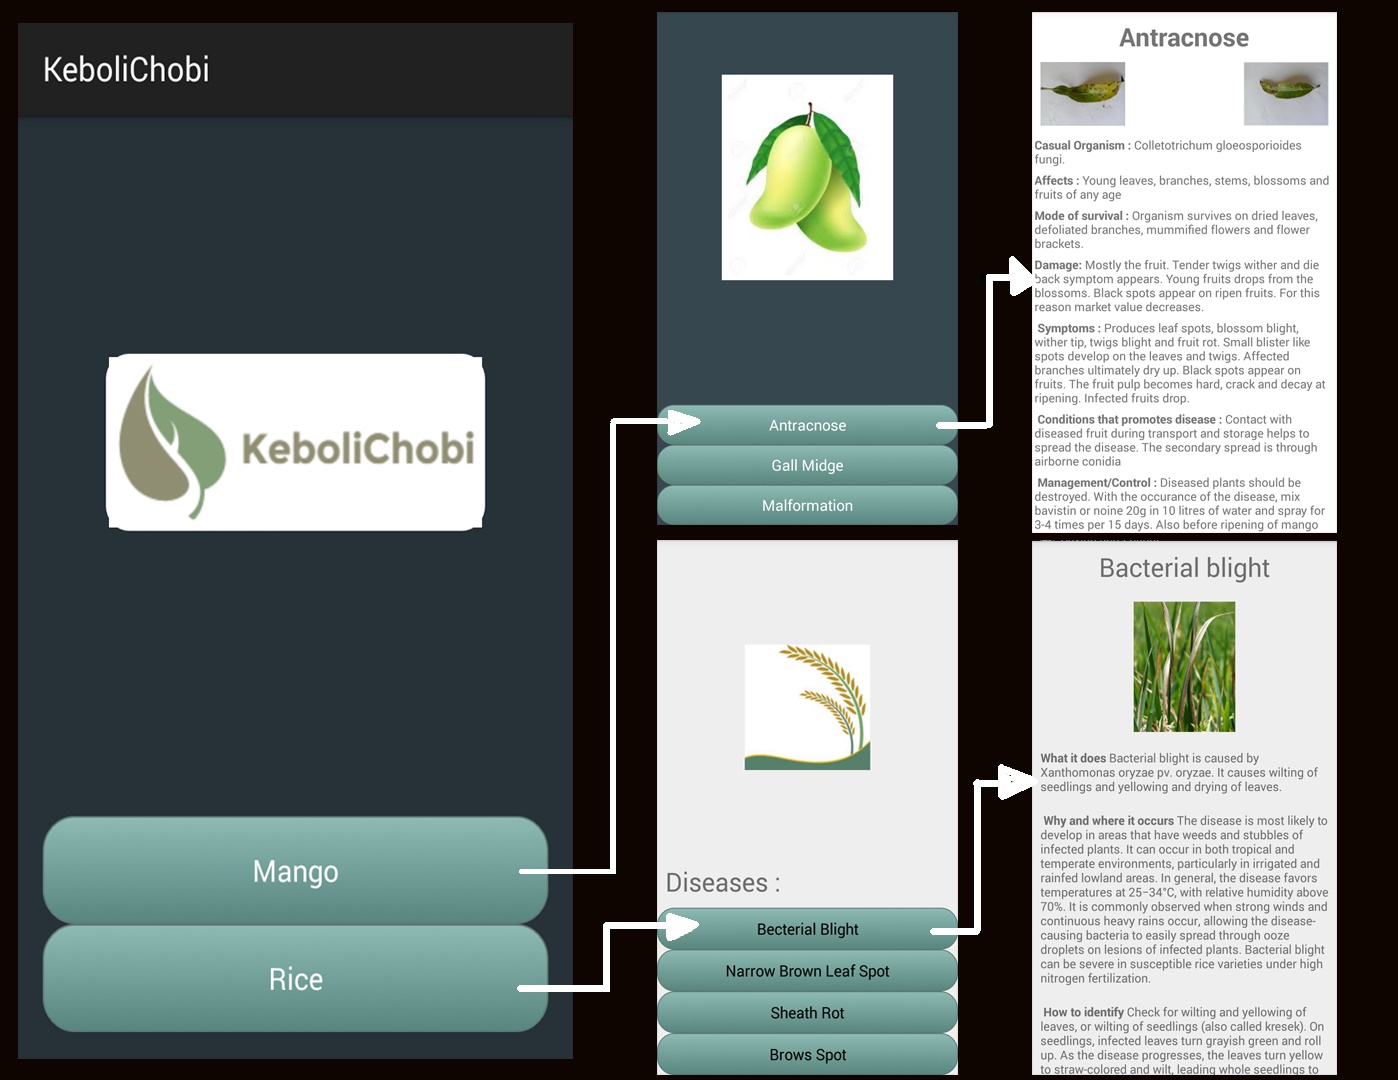 KeboliChobi
KeboliChobi
Mango
Rice
Antracnose
Gall Midge
Malformation
Diseases :
Becterial Blight
Narrow Brown Leaf Spot
Sheath Rot
Brows Spot
Antracnose
Casual Organism : Colletotrichum gloeosporioides
fungi.
Affects : Young leaves, branches, stems, blossoms and
fruits of any age
Mode of survival : Organism survives on dried leaves,
defoliated branches, mummified flowers and flower
brackets.
Damage: Mostly the fruit. Tender twigs wither and die
back symptom appears. Young fruits drops from the
blossoms. Black spots appear on ripen fruits. For this
reason market value decreases.
Symptoms : Produces leaf spots, blossom blight,
wither tip, twigs blight and fruit rot. Small blister like
spots develop on the leaves and twigs. Affected
branches ultimately dry up. Black spots appear on
fruits. The fruit pulp becomes hard, crack and decay at
ripening. Infected fruits drop.
Conditions that promotes disease : Contact with
diseased fruit during transport and storage helps to
spread the disease. The secondary spread is through
airborne conidia
Management/Control : Diseased plants should be
destroyed. With the occurance of the disease, mix
bavistin or noine 20g in 10 litres of water and spray for
3-4 times per 15 days. Also before ripening of mango
Bacterial blight
What it does Bacterial blight is caused by
Xanthomonas oryzae pv. oryzae. It causes wilting of
seedlings and yellowing and drying of leaves.
Why and where it occurs The disease is most likely to
develop in areas that have weeds and stubbles of
infected plants. It can occur in both tropical and
temperate environments, particularly in irrigated and
rainfed lowland areas. In general, the disease favors
temperatures at 25–34°C, with relative humidity above
70%. It is commonly observed when strong winds and
continuous heavy rains occur, allowing the disease-
causing bacteria to easily spread through ooze
droplets on lesions of infected plants. Bacterial blight
can be severe in susceptible rice varieties under high
nitrogen fertilization.
How to identify Check for wilting and yellowing of
leaves, or wilting of seedlings (also called kresek). On
seedlings, infected leaves turn grayish green and roll
up. As the disease progresses, the leaves turn yellow
to straw-colored and wilt, leading whole seedlings to